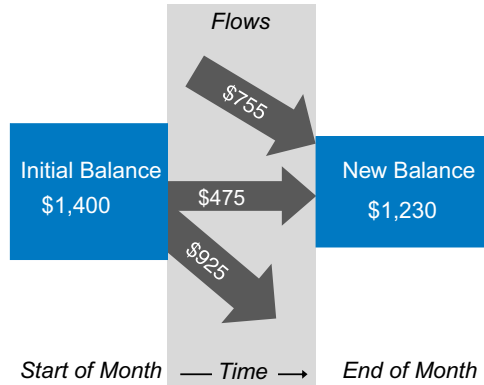 Flows
$755
Initial Balance
$1,400
$475
New Balance
$1,230
$925
Start of Month
Time
End of Month